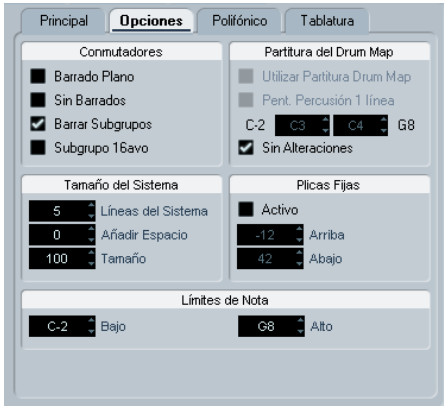 Principal Opciones Polifónico Tablatura
Conmutadores
Barrado Plano
Sin Barrados
Barrar Subgrupos
Subgrupo 16avo
Partitura del Drum Map
Utilizar Partitura Drum Map
Pent. Percusión 1 línea
C-2 C3 C4 G8
Sin Alteraciones
Tamaño del Sistema
5 Líneas del Sistema
0 Añadir Espacio
100 Tamaño
Plicas Fijas
Activo
-12 Arriba
42 Abajo
Límites de Nota
C-2 Bajo G8 Alto